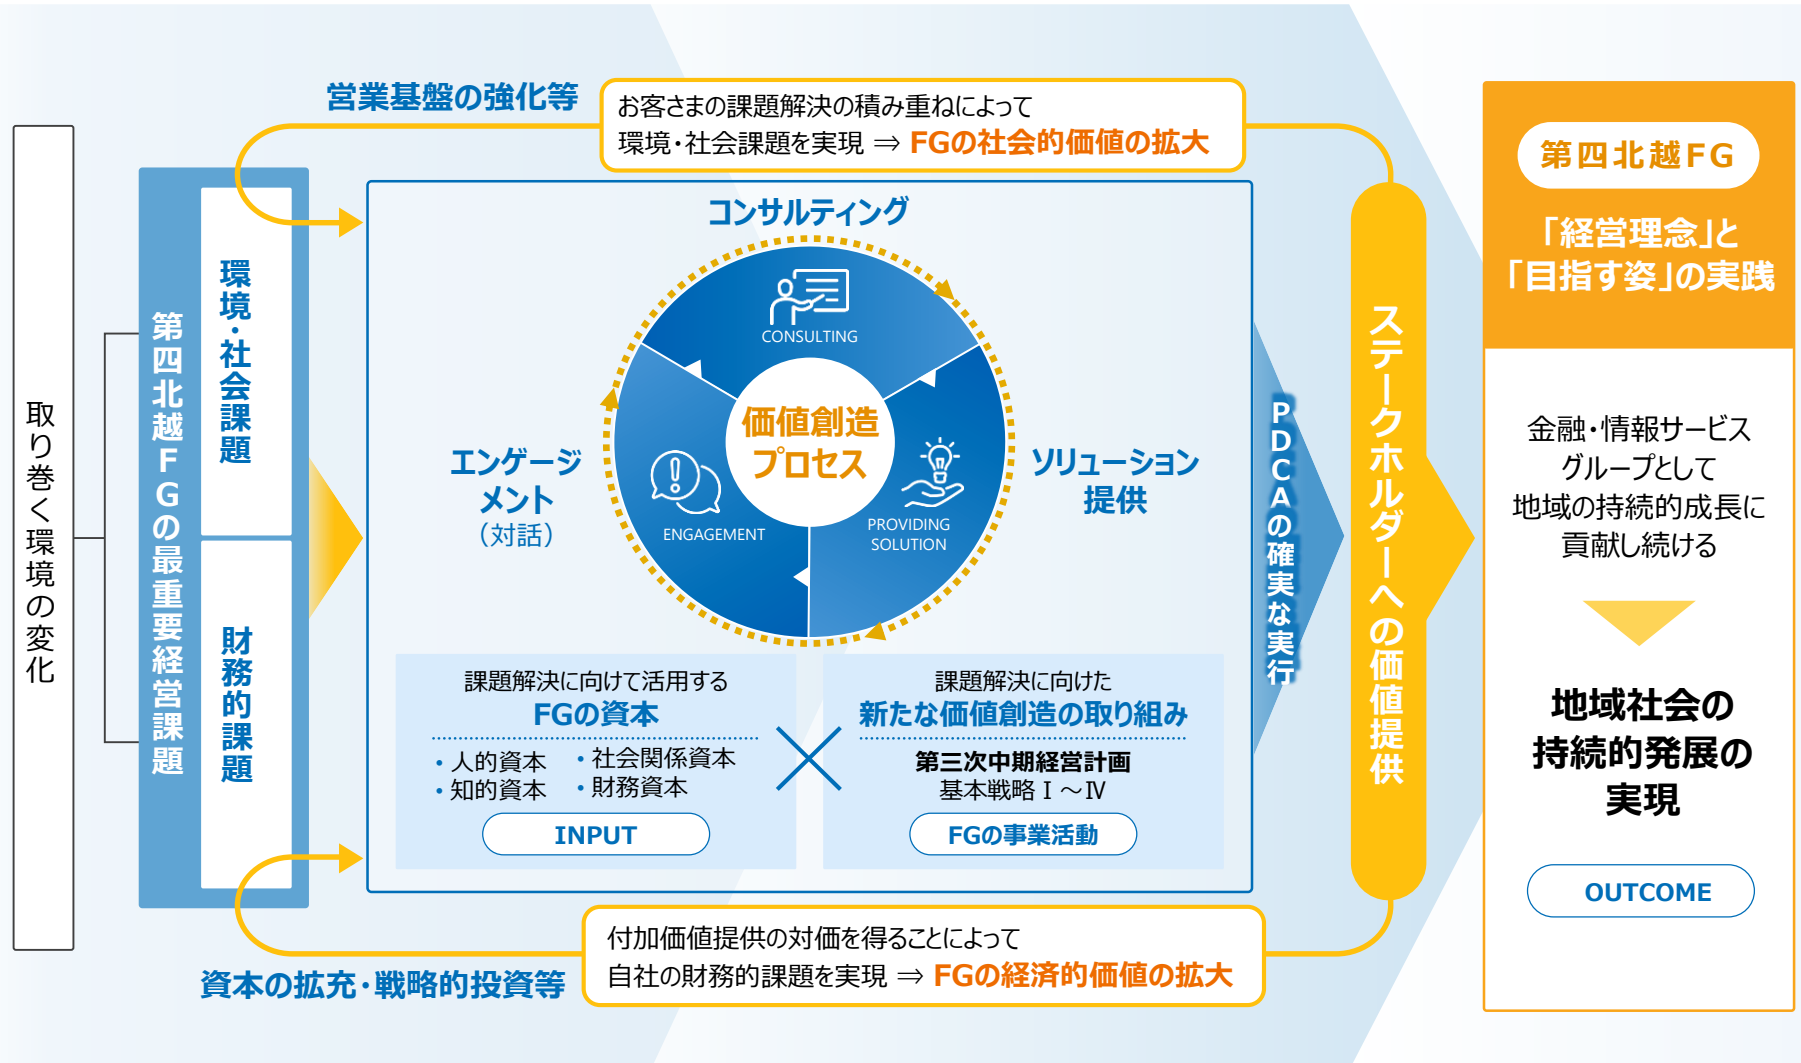 取り巻く環境の変化
第四北越FGの最重要経営課題
環境・社会課題
財務的課題
営業基盤の強化等
お客さまの課題解決の積み重ねによって
環境・社会課題を実現 ⇒ FGの社会的価値の拡大
コンサルティング
CONSULTING
価値創造
プロセス
エンゲージ
メント
（対話）
ENGAGEMENT
ソリューション
提供
PROVIDING
SOLUTION
課題解決に向けて活用する
FGの資本
・人的資本 ・社会関係資本
・知的資本 ・財務資本
INPUT
課題解決に向けた
新たな価値創造の取り組み
第三次中期経営計画
基本戦略Ⅰ～Ⅳ
FGの事業活動
PDCAの確実な実行
資本の拡充・戦略的投資等
付加価値提供の対価を得ることによって
自社の財務的課題を実現 ⇒ FGの経済的価値の拡大
ステークホルダーへの価値提供
第四北越FG
「経営理念」と
「目指す姿」の実践
金融・情報サービス
グループとして
地域の持続的成長に
貢献し続ける
地域社会の
持続的発展の
実現
OUTCOME